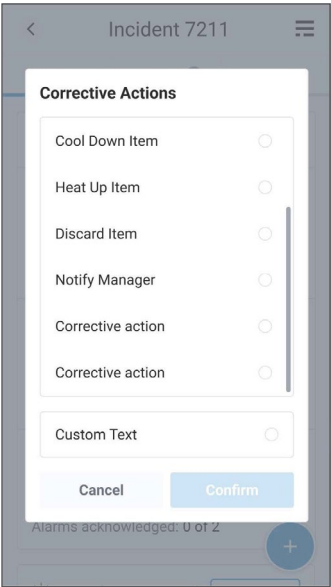 Incident 7211
Corrective Actions
Cool Down Item
Heat Up Item
Discard Item
Notify Manager
Corrective action
Corrective action
Custom Text
Cancel
Confirm
Alarms acknowledged: 0 of 2